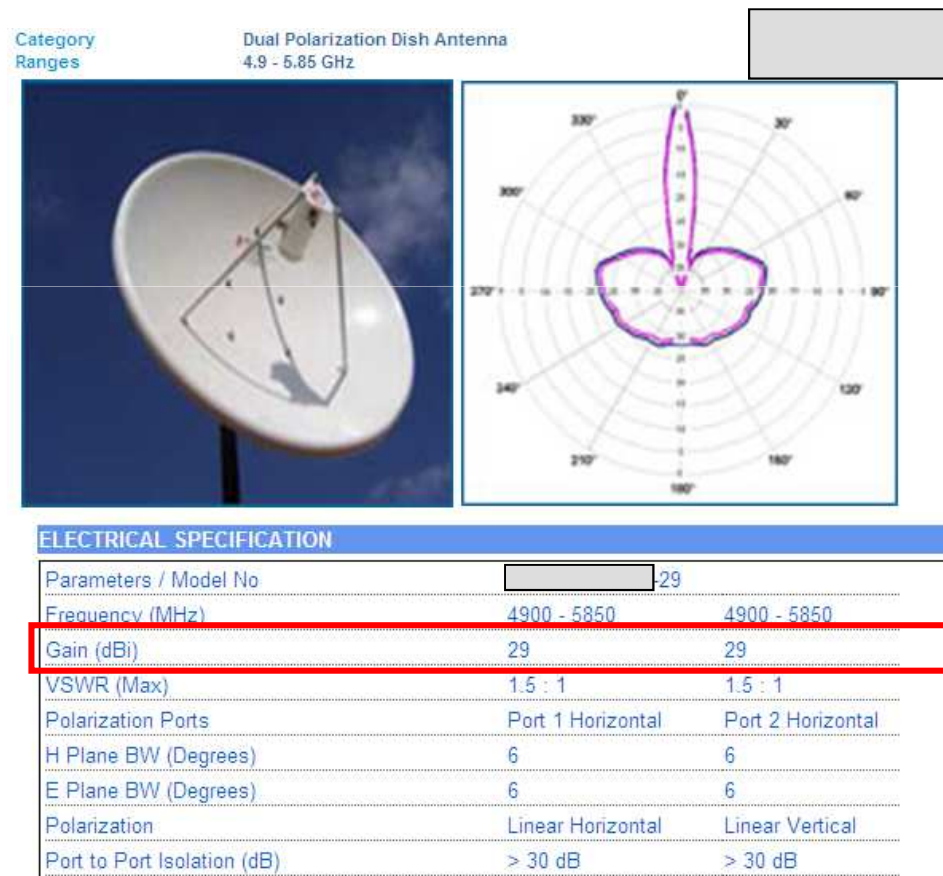 Category Dual Polarization Dish Antenna
Ranges 4.9 - 5.85 GHz
0°
330° 30°
300° 60°
270° 90°
240° 120°
210° 180°
180°
ELECTRICAL SPECIFICATION
Parameters / Model No -29
Frequency (MHz) 4900 - 5850 4900 - 5850
Gain (dBi) 29 29
VSWR (Max) 1.5 : 1 1.5 : 1
Polarization Ports Port 1 Horizontal Port 2 Horizontal
H Plane BW (Degrees) 6 6
E Plane BW (Degrees) 6 6
Polarization Linear Horizontal Linear Vertical
Port to Port Isolation (dB) > 30 dB > 30 dB